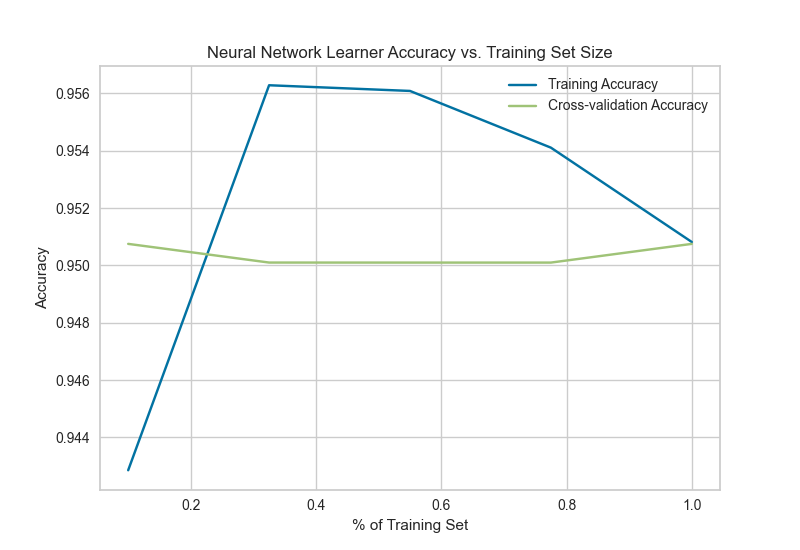 Neural Network Learner Accuracy vs. Training Set Size
Training Accuracy
Cross-validation Accuracy
0.956
0.954
0.952
0.950
0.948
0.946
0.944
Accuracy
0.2 0.4 0.6 0.8 1.0
% of Training Set